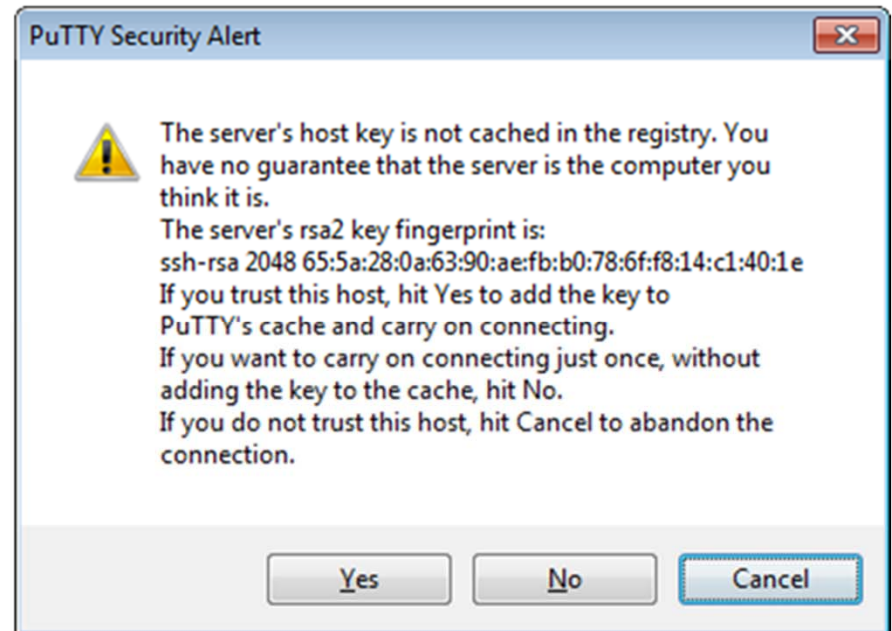 PuTTY Security Alert
The server's host key is not cached in the registry. You
have no guarantee that the server is the computer you
think it is.
The server's rsa2 key fingerprint is:
ssh-rsa 2048 65:5a:28:0a:63:90:ae:fb:b0:78:6f:f8:14:c1:40:1e
If you trust this host, hit Yes to add the key to
PuTTY's cache and carry on connecting.
If you want to carry on connecting just once, without
adding the key to the cache, hit No.
If you do not trust this host, hit Cancel to abandon the
connection.
Yes No Cancel